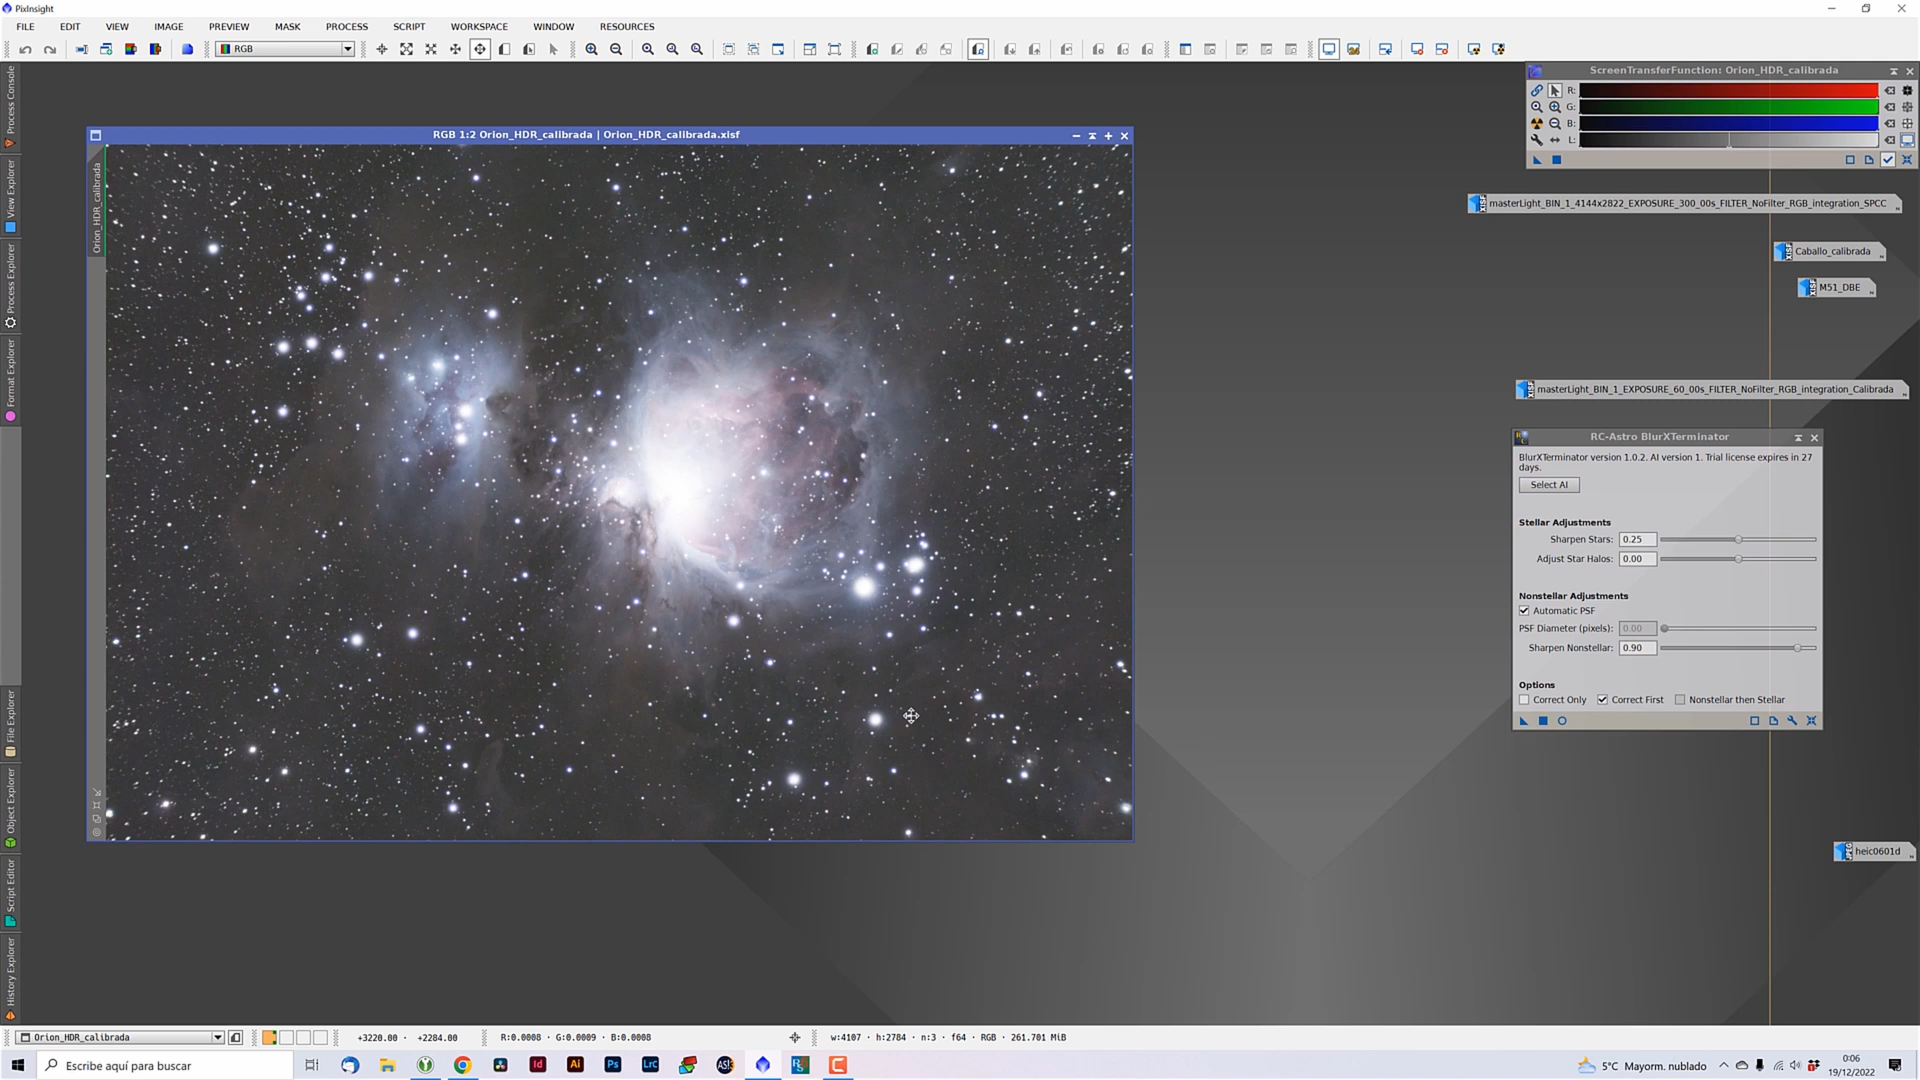 PixInsight
FILE EDIT VIEW IMAGE PREVIEW MASK PROCESS SCRIPT WORKSPACE WINDOW RESOURCES
RGB
Process Console
View Explorer
Process Explorer
Format Explorer
File Explorer
Object Explorer
Script Editor
History Explorer
RGB 1:2 Orion_HDR_calibrada | Orion_HDR_calibrada.xisf
Orion_HDR_calibrada
ScreenTransferFunction: Orion_HDR_calibrada
R:
G:
B:
L:
masterLight_BIN_1_4144x2822_EXPOSURE_300_00s_FILTER_NoFilter_RGB_integration_SPCC
Caballo_calibrada
M51_DBE
masterLight_BIN_1_EXPOSURE_60_00s_FILTER_NoFilter_RGB_integration_Calibrada
RC-Astro BlurXTerminator
BlurXTerminator version 1.0.2. AI version 1. Trial license expires in 27
days.
Select AI
Stellar Adjustments
Sharpen Stars: 0.25
Adjust Star Halos: 0.00
Nonstellar Adjustments
Automatic PSF
PSF Diameter (pixels): 0.00
Sharpen Nonstellar: 0.90
Options
Correct Only Correct First Nonstellar then Stellar
heic0601d
Orion_HDR_calibrada +3220.00 · +2284.00 R:0.0008 · G:0.0009 · B:0.0008 w:4107 · h:2784 · n:3 · f64 · RGB · 261.701 MiB
Escribe aquí para buscar
Id Ai Ps LrC
5°C Mayorm. nublado
0:06
19/12/2022